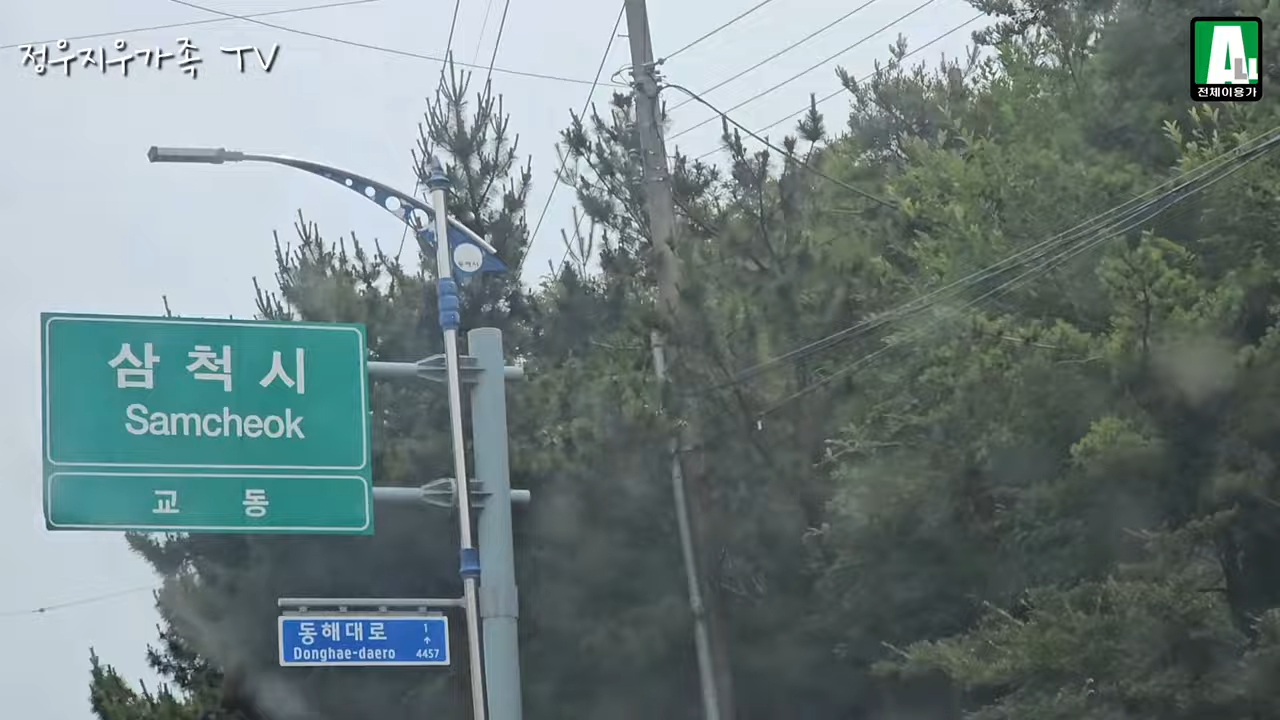 정우지우가족 TV
ALL
전체이용가
삼척시
Samcheok
교동
동해대로 1
Donghae-daero 4457